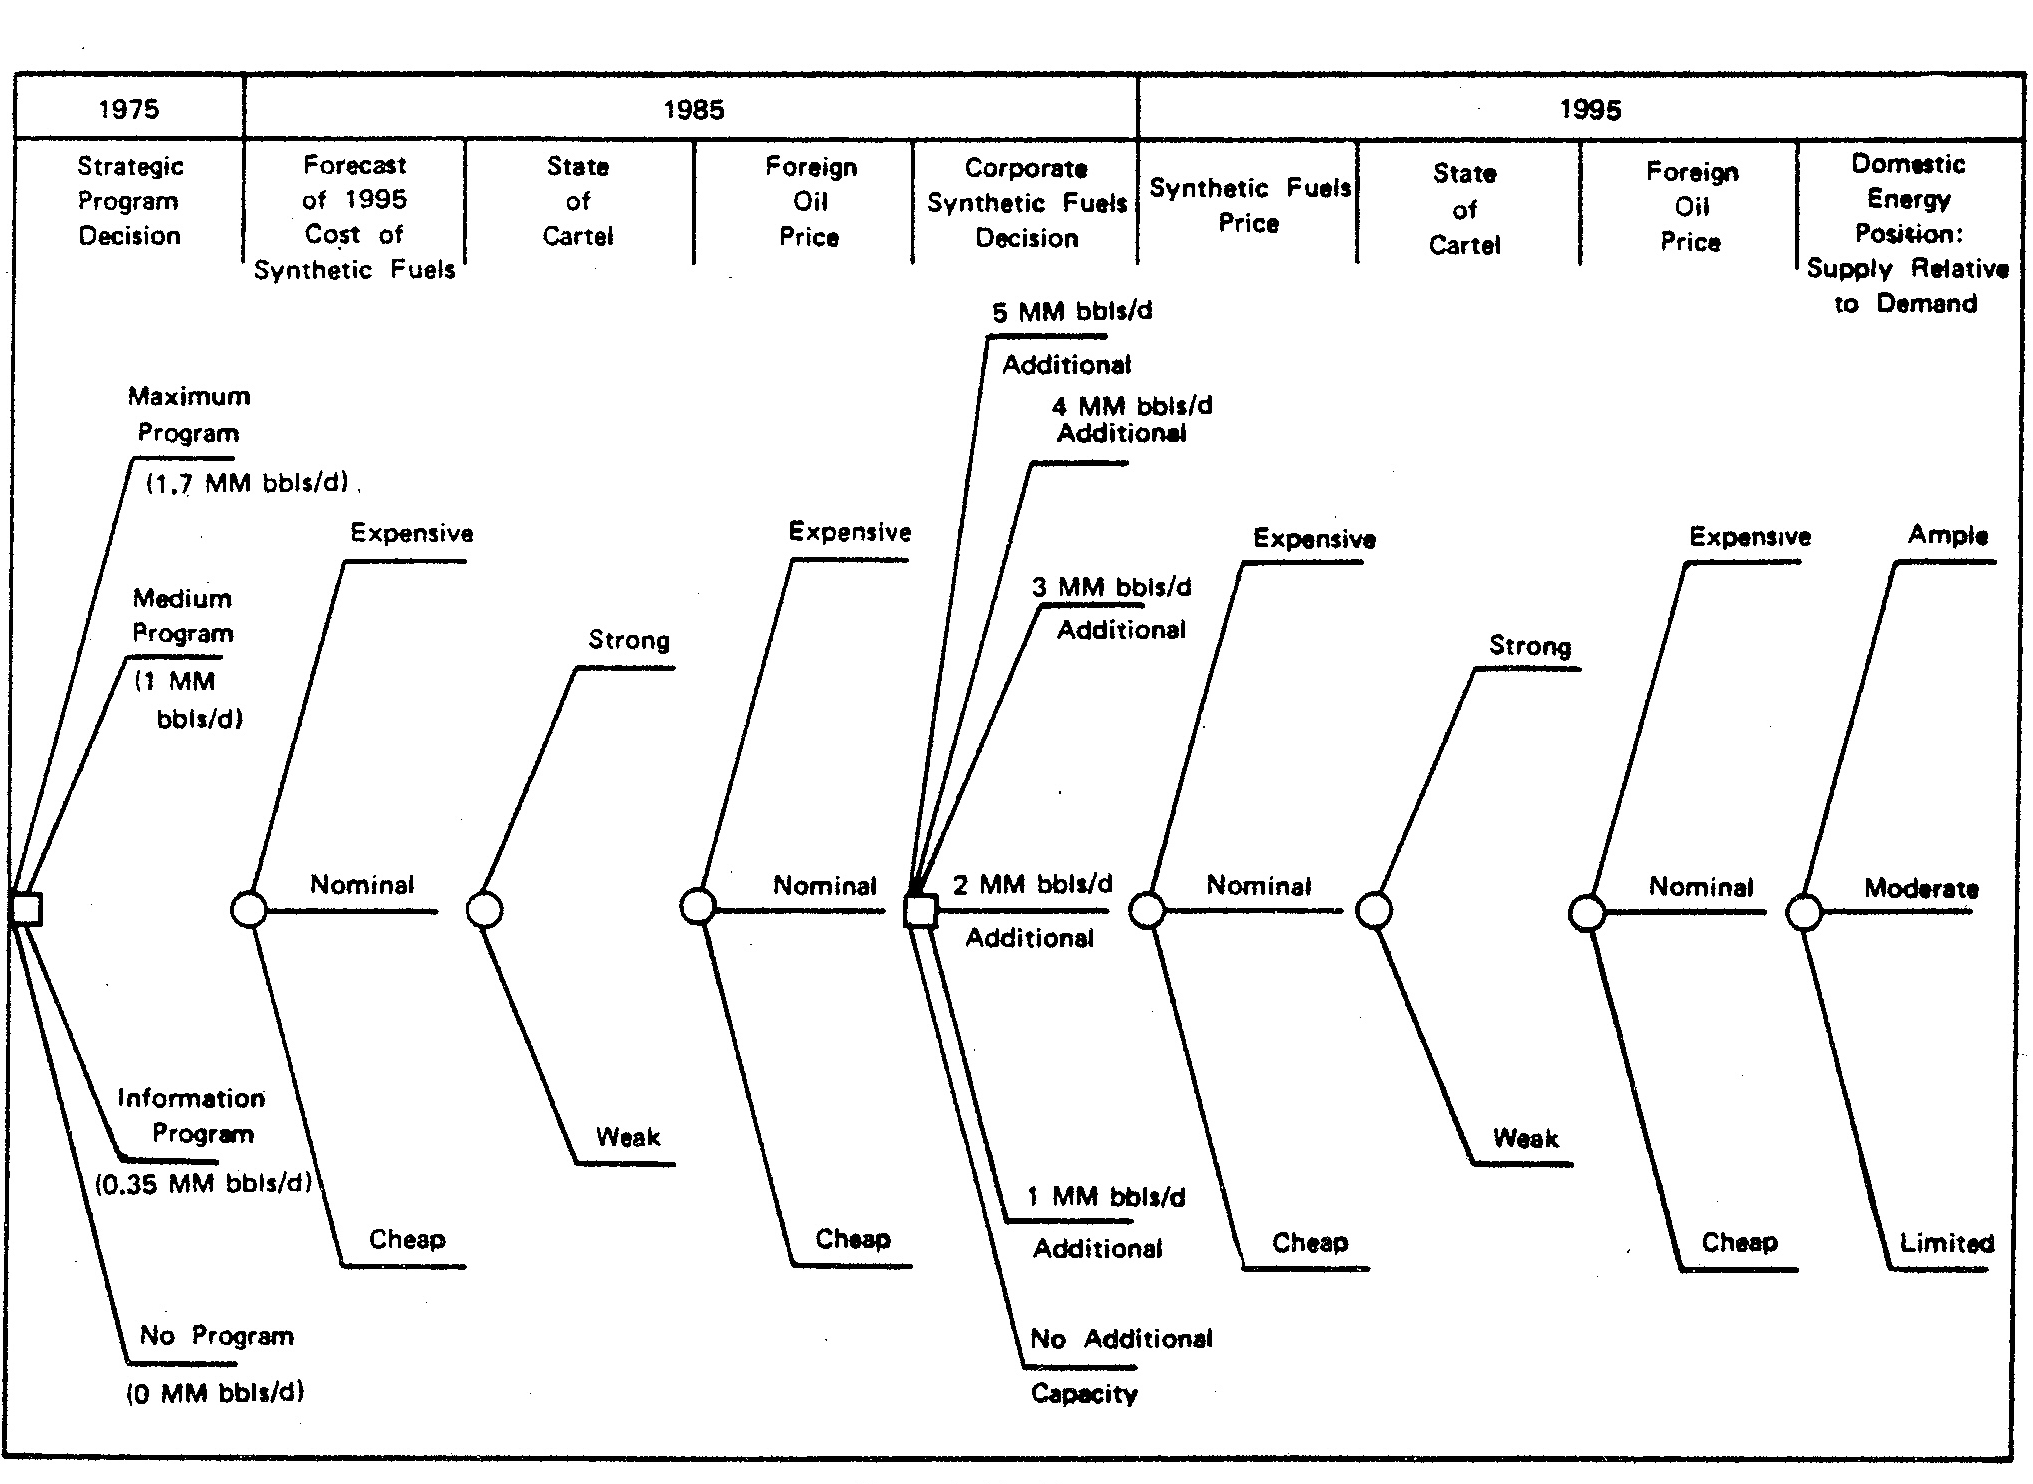 1975
1985
1995
Strategic
Program
Decision
Forecast
of 1995
Cost of
Synthetic Fuels
State
of
Cartel
Foreign
Oil
Price
Corporate
Synthetic Fuels
Decision
Synthetic Fuels
Price
State
of
Cartel
Foreign
Oil
Price
Domestic
Energy
Position:
Supply Relative
to Demand
Maximum
Program
(1.7 MM bbls/d)
Medium
Program
(1 MM
bbls/d)
Information
Program
(0.35 MM bbls/d)
No Program
(0 MM bbls/d)
Expensive
Nominal
Cheap
Strong
Weak
Expensive
Nominal
Cheap
5 MM bbls/d
Additional
4 MM bbls/d
Additional
3 MM bbls/d
Additional
2 MM bbls/d
Additional
1 MM bbls/d
Additional
No Additional
Capacity
Expensive
Nominal
Cheap
Strong
Weak
Expensive
Nominal
Cheap
Ample
Moderate
Limited